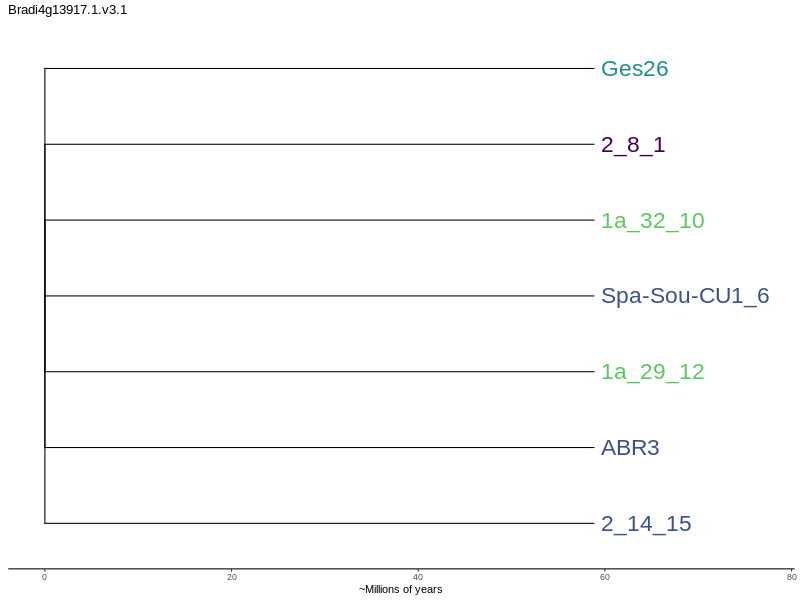 Bradi4g13917.1.v3.1
Ges26
2_8_1
1a_32_10
Spa-Sou-CU1_6
1a_29_12
ABR3
2_14_15
0 20 40 60 80
~Millions of years